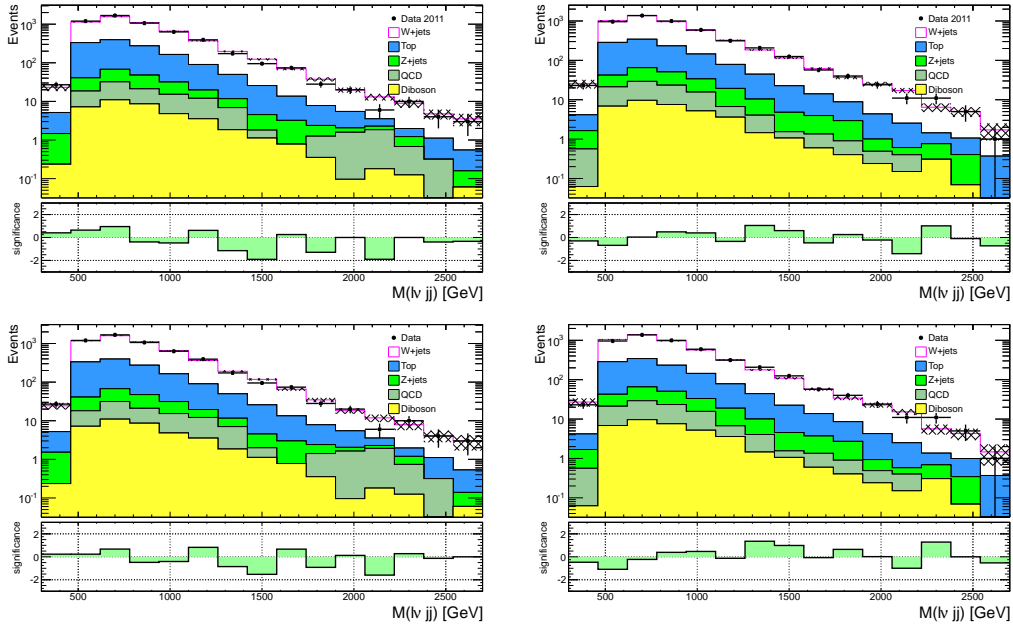 Events
10³
10²
10
1
10⁻¹
Data 2011
W+jets
Top
Z+jets
QCD
Diboson
significance
2
0
-2
500 1000 1500 2000 2500
M(lν jj) [GeV]
Events
10³
10²
10
1
10⁻¹
Data 2011
W+jets
Top
Z+jets
QCD
Diboson
significance
2
0
-2
500 1000 1500 2000 2500
M(lν jj) [GeV]
Events
10³
10²
10
1
10⁻¹
Data
W+jets
Top
Z+jets
QCD
Diboson
significance
2
0
-2
500 1000 1500 2000 2500
M(lν jj) [GeV]
Events
10³
10²
10
1
10⁻¹
Data
W+jets
Top
Z+jets
QCD
Diboson
significance
2
0
-2
500 1000 1500 2000 2500
M(lν jj) [GeV]